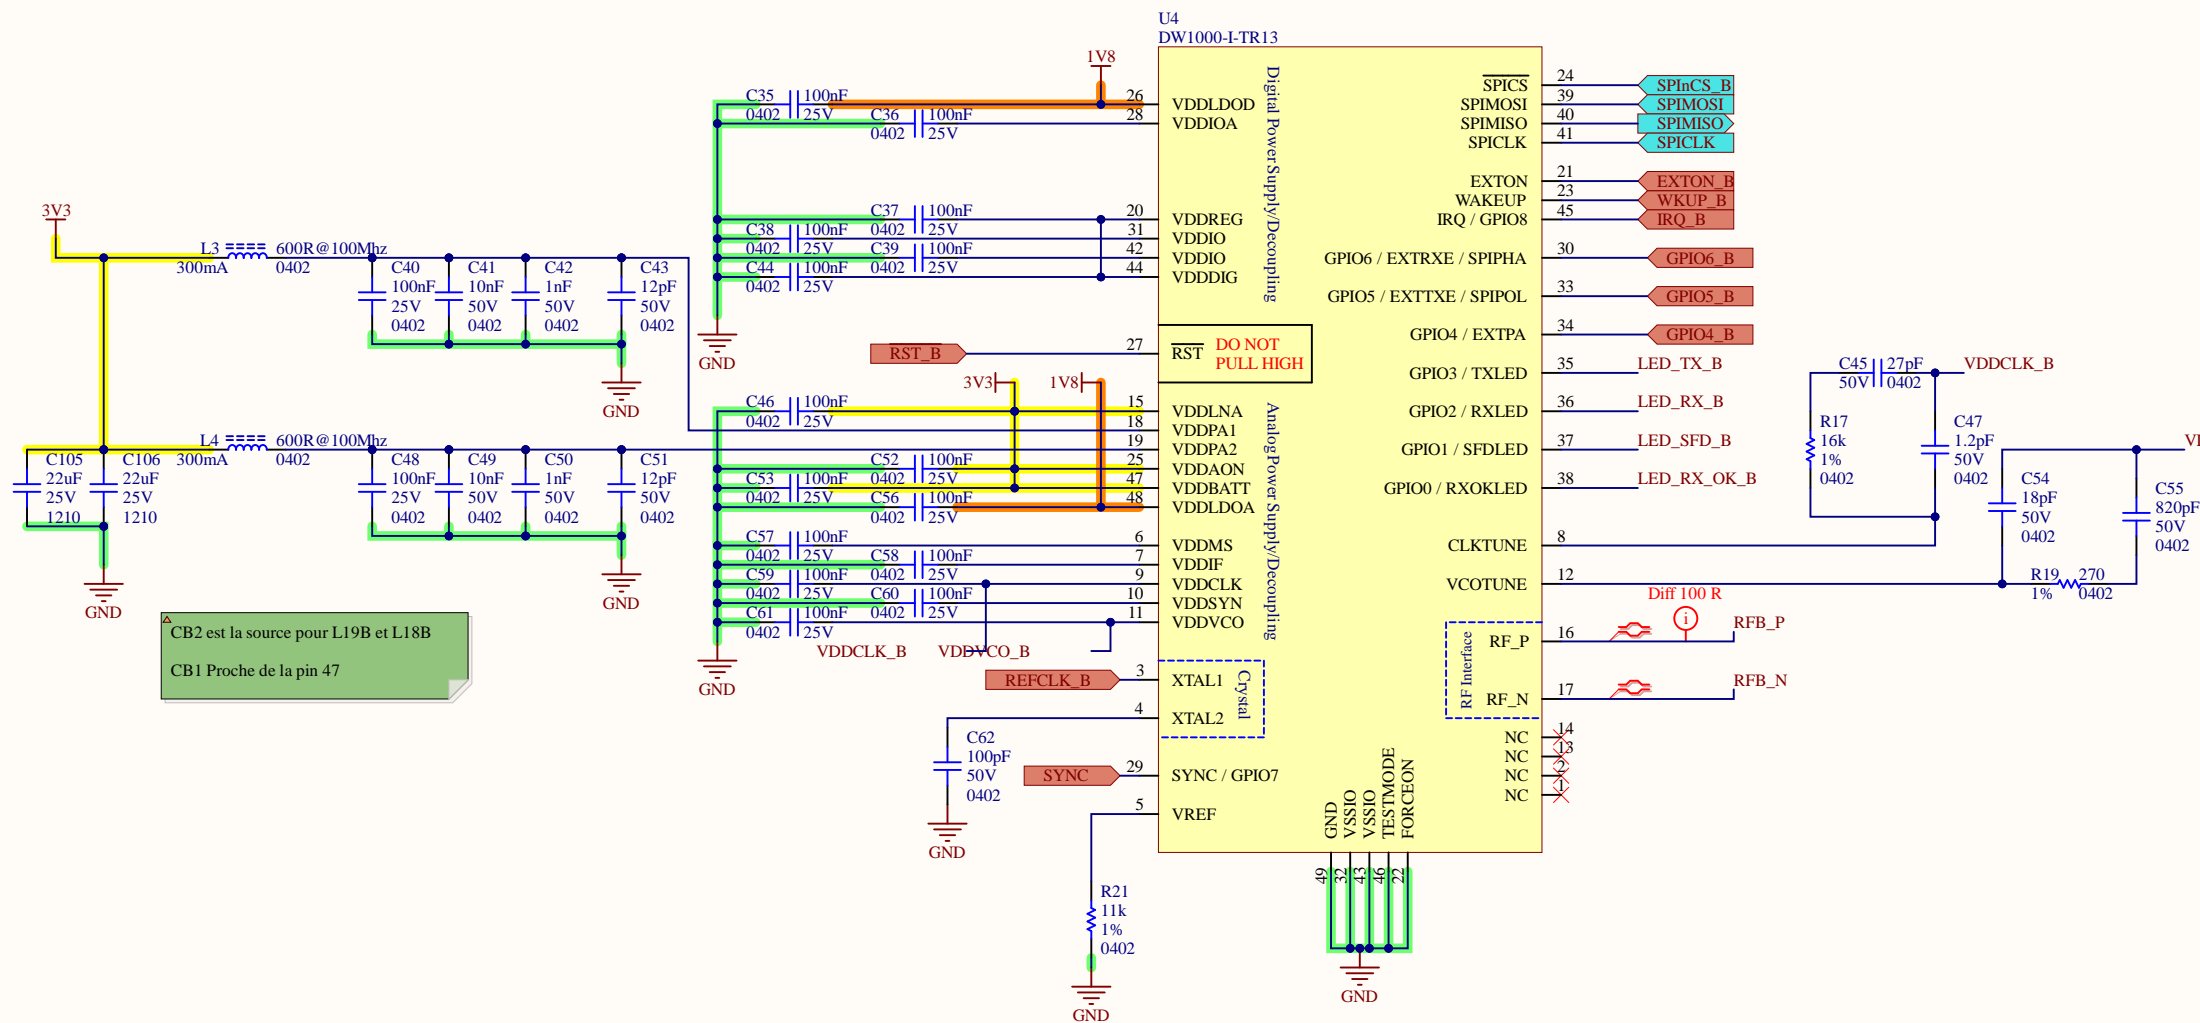 U4
DW1000-I-TR13
1V8
C35 100nF
0402 25V
C36 100nF
0402 25V
26 VDDLDOD
28 VDDIOA
Digital Power Supply/Decoupling
C37 100nF
0402 25V
C38 100nF
0402 25V
C39 100nF
0402 25V
C44 100nF
0402 25V
20 VDDREG
31 VDDIO
42 VDDIO
44 VDDDIG
GND
RST_B
27 RST
DO NOT
PULL HIGH
3V3
L3 600R@100Mhz
300mA 0402
C40
100nF
25V
0402
C41
10nF
50V
0402
C42
1nF
50V
0402
C43
12pF
50V
0402
GND
L4 600R@100Mhz
300mA 0402
C105
22uF
25V
1210
C106
22uF
25V
1210
GND
C48
100nF
25V
0402
C49
10nF
50V
0402
C50
1nF
50V
0402
C51
12pF
50V
0402
GND
CB2 est la source pour L19B et L18B
CB1 Proche de la pin 47
3V3
1V8
C46 100nF
0402 25V
C52 100nF
0402 25V
C53 100nF
0402 25V
C56 100nF
0402 25V
15 VDDLNA
18 VDDPA1
19 VDDPA2
25 VDDAON
47 VDDBATT
48 VDDLDOA
Analog Power Supply/Decoupling
C57 100nF
0402 25V
C58 100nF
0402 25V
C59 100nF
0402 25V
C60 100nF
0402 25V
C61 100nF
0402 25V
6 VDDMS
7 VDDIF
9 VDDCLK
10 VDDSYN
11 VDDVCO
GND
VDDCLK_B
VDDVCO_B
REFCLK_B
3 XTAL1
4 XTAL2
Crystal
C62
100pF
50V
0402
GND
SYNC
29 SYNC / GPIO7
5 VREF
R21
11k
1%
0402
GND
SPICS 24 SPInCS_B
SPIMOSI 39 SPIMOSI
SPIMISO 40 SPIMISO
SPICLK 41 SPICLK
EXTON 21 EXTON_B
WAKEUP 23 WKUP_B
IRQ / GPIO8 45 IRQ_B
GPIO6 / EXTRXE / SPIPHA 30 GPIO6_B
GPIO5 / EXTTXE / SPIPOL 33 GPIO5_B
GPIO4 / EXTPA 34 GPIO4_B
GPIO3 / TXLED 35 LED_TX_B
GPIO2 / RXLED 36 LED_RX_B
GPIO1 / SFDLED 37 LED_SFD_B
GPIO0 / RXOKLED 38 LED_RX_OK_B
CLKTUNE 8
VCOTUNE 12
C45 27pF
50V 0402
VDDCLK_B
R17
16k
1%
0402
C47
1.2pF
50V
0402
C54
18pF
50V
0402
C55
820pF
50V
0402
R19 270
1% 0402
Diff 100 R
i
RF Interface
RF_P 16 RFB_P
RF_N 17 RFB_N
NC 14
NC 13
NC 2
NC 1
GND
VSSIO
VSSIO
TESTMODE
FORCEON
49
32
43
46
22
GND